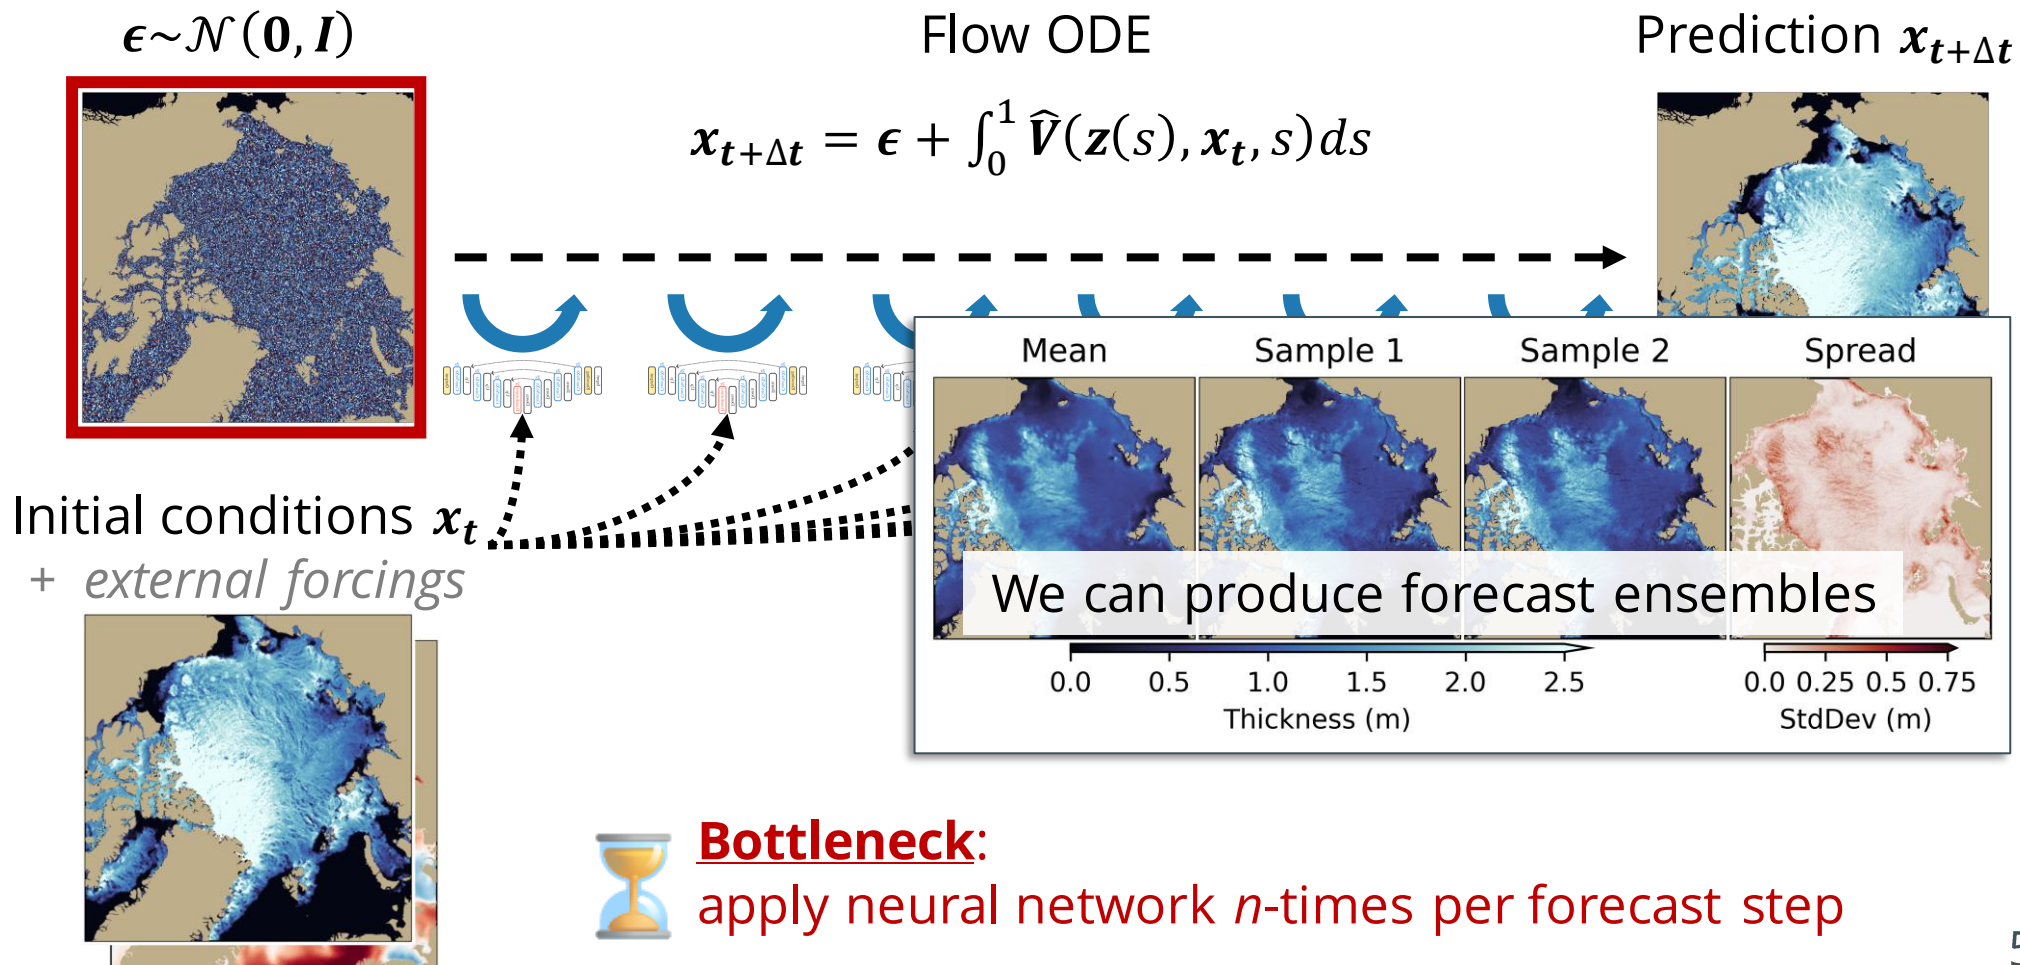 ϵ~𝒩(0, I)
Flow ODE
Prediction x_{t+Δt}
x_{t+Δt} = ϵ + ∫_0^1 V̂(z(s), x_t, s)ds
Initial conditions x_t
+ external forcings
Mean Sample 1 Sample 2 Spread
We can produce forecast ensembles
0.0 0.5 1.0 1.5 2.0 2.5 0.0 0.25 0.5 0.75
Thickness (m) StdDev (m)
Bottleneck:
apply neural network n-times per forecast step